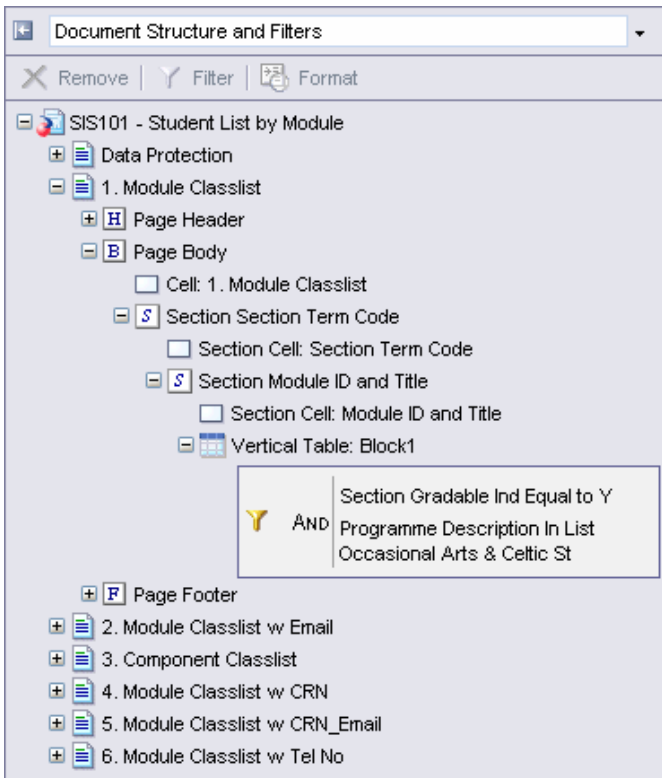 Document Structure and Filters
Remove Filter Format
SIS101 - Student List by Module
Data Protection
1. Module Classlist
H Page Header
B Page Body
Cell: 1. Module Classlist
S Section Section Term Code
Section Cell: Section Term Code
S Section Module ID and Title
Section Cell: Module ID and Title
Vertical Table: Block1
Section Gradable Ind Equal to Y
AND Programme Description In List
Occasional Arts & Celtic St
F Page Footer
2. Module Classlist w Email
3. Component Classlist
4. Module Classlist w CRN
5. Module Classlist w CRN_Email
6. Module Classlist w Tel No